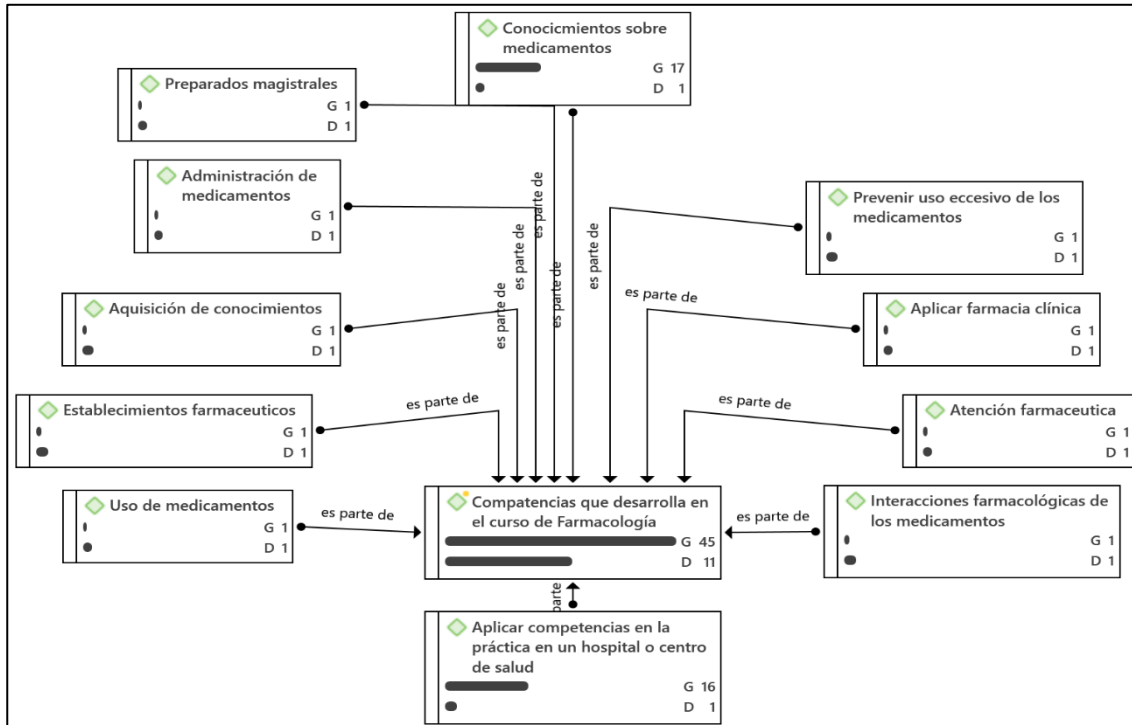 Conocicmientos sobre
medicamentos
G 17
D 1
Preparados magistrales
G 1
D 1
Administración de
medicamentos
G 1
D 1
Prevenir uso eccesivo de los
medicamentos
G 1
D 1
Aquisición de conocimientos
G 1
D 1
Aplicar farmacia clínica
G 1
D 1
Establecimientos farmaceuticos
G 1
D 1
Atención farmaceutica
G 1
D 1
Uso de medicamentos
G 1
D 1
Compatencias que desarrolla en
el curso de Farmacología
G 45
D 11
Interacciones farmacológicas de
los medicamentos
G 1
D 1
Aplicar competencias en la
práctica en un hospital o centro
de salud
G 16
D 1
es parte de
es parte de
es parte de
es parte de
es parte de
es parte de
es parte de
es parte de
es parte de
es parte de
parte